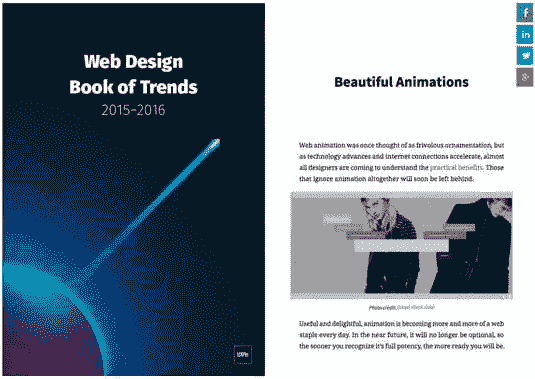 Web Design
Book of Trends
2015-2016
Beautiful Animations
Web animation was once thought of as frivolous ornamentation, but
as technology advances and internet connections accelerate, almost
all designers are coming to understand the practical benefits. Those
that ignore animation altogether will soon be left behind.
Photo credit:
Useful and delightful, animation is becoming more and more of a web
staple every day. In the near future, it will no longer be optional, so
the sooner you recognize it's full potency, the more ready you will be.
f
in
g+